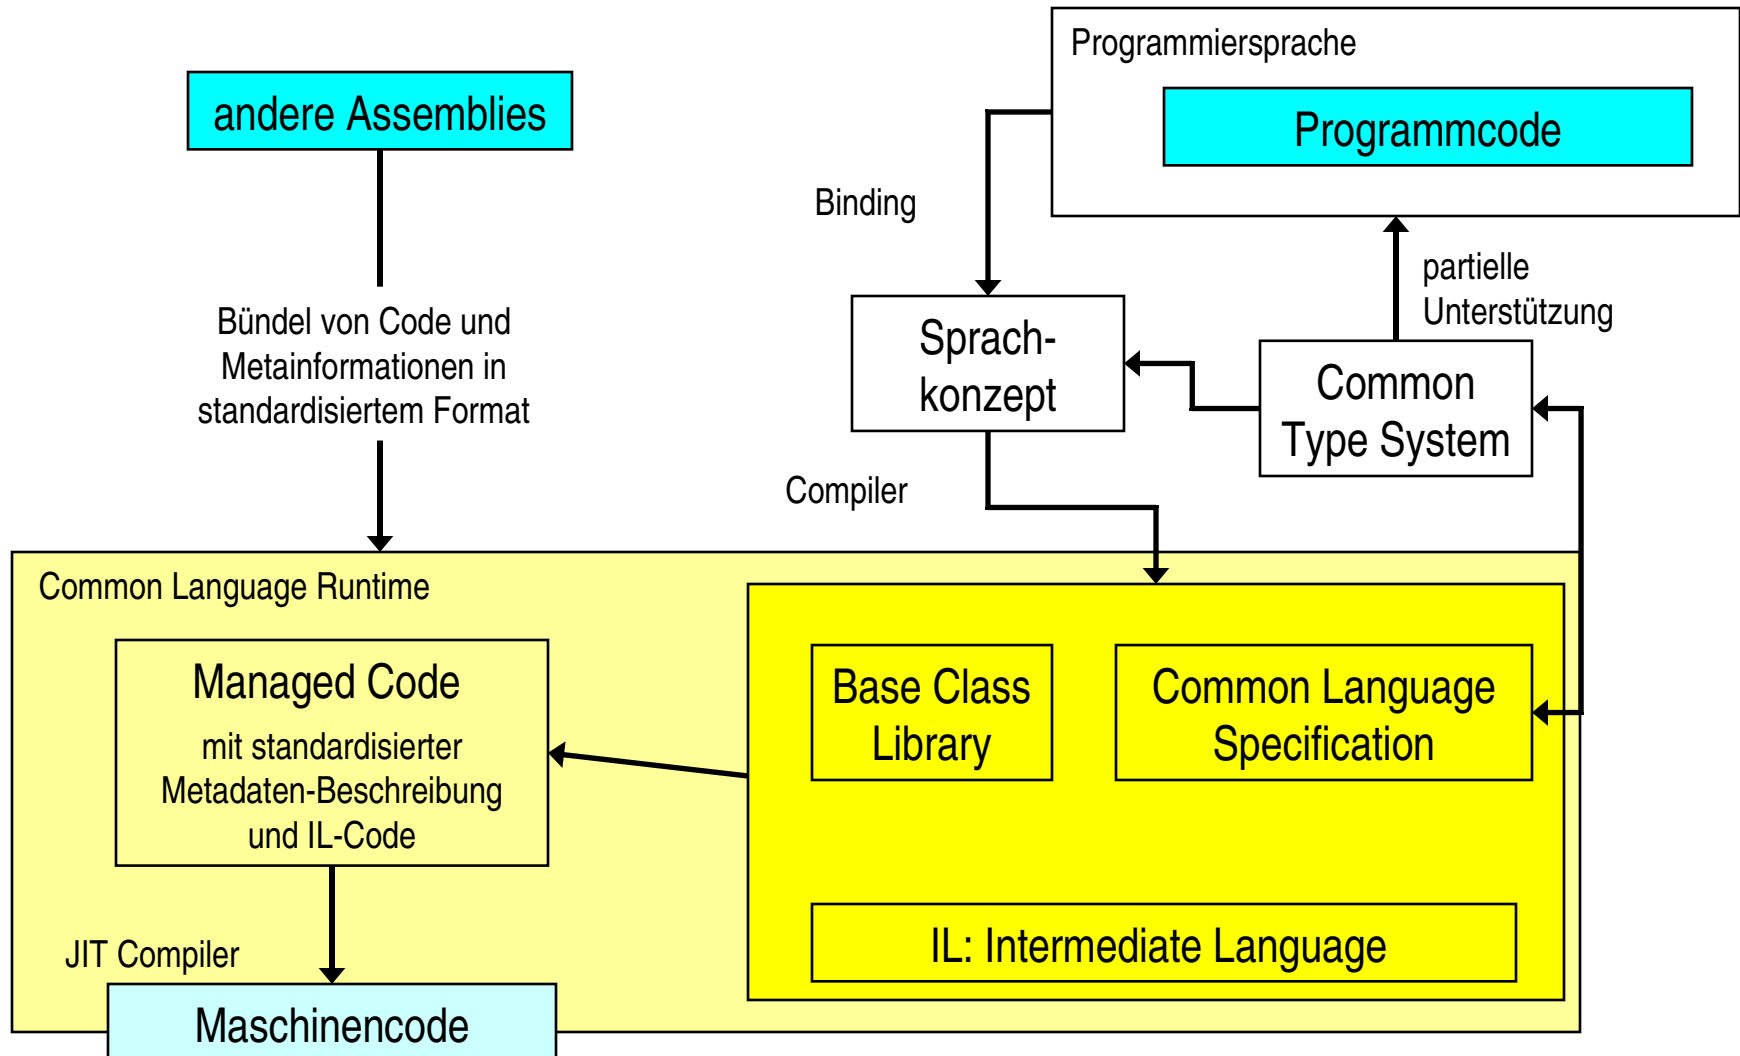 Programmiersprache
andere Assemblies
Programmcode
Binding
partielle
Unterstützung
Bündel von Code und
Metainformationen in
standardisiertem Format
Sprach-
konzept
Common
Type System
Compiler
Common Language Runtime
Managed Code
mit standardisierter
Metadaten-Beschreibung
und IL-Code
Base Class
Library
Common Language
Specification
IL: Intermediate Language
JIT Compiler
Maschinencode